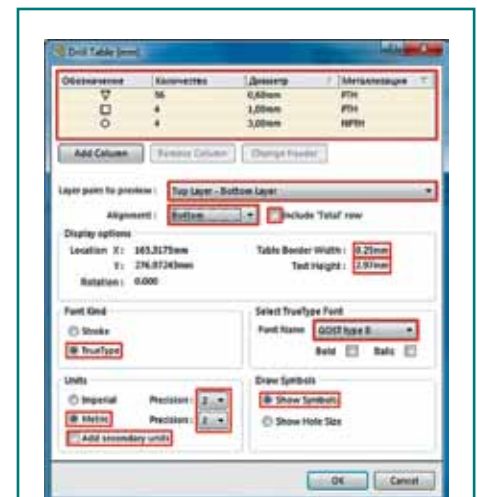 Drill Table [mm]
Обозначение Количество Диаметр Металлизация
56 0,60mm PTH
4 1,00mm PTH
4 3,00mm NPTH
Add Column Remove Column Change Header
Layer pairs to preview : Top Layer - Bottom Layer
Alignment : Bottom Include 'Total' row
Display options
Location X: Table Border Width : 0.25mm
Y: Text Height : 2.97mm
Rotation : 0.000
Font Kind Select TrueType Font
Stroke Font Name GOST type B
TrueType Bold Italic
Units Draw Symbols
Imperial Precision : 2 Show Symbols
Metric Precision : 2 Show Hole Size
Add secondary units
OK Cancel